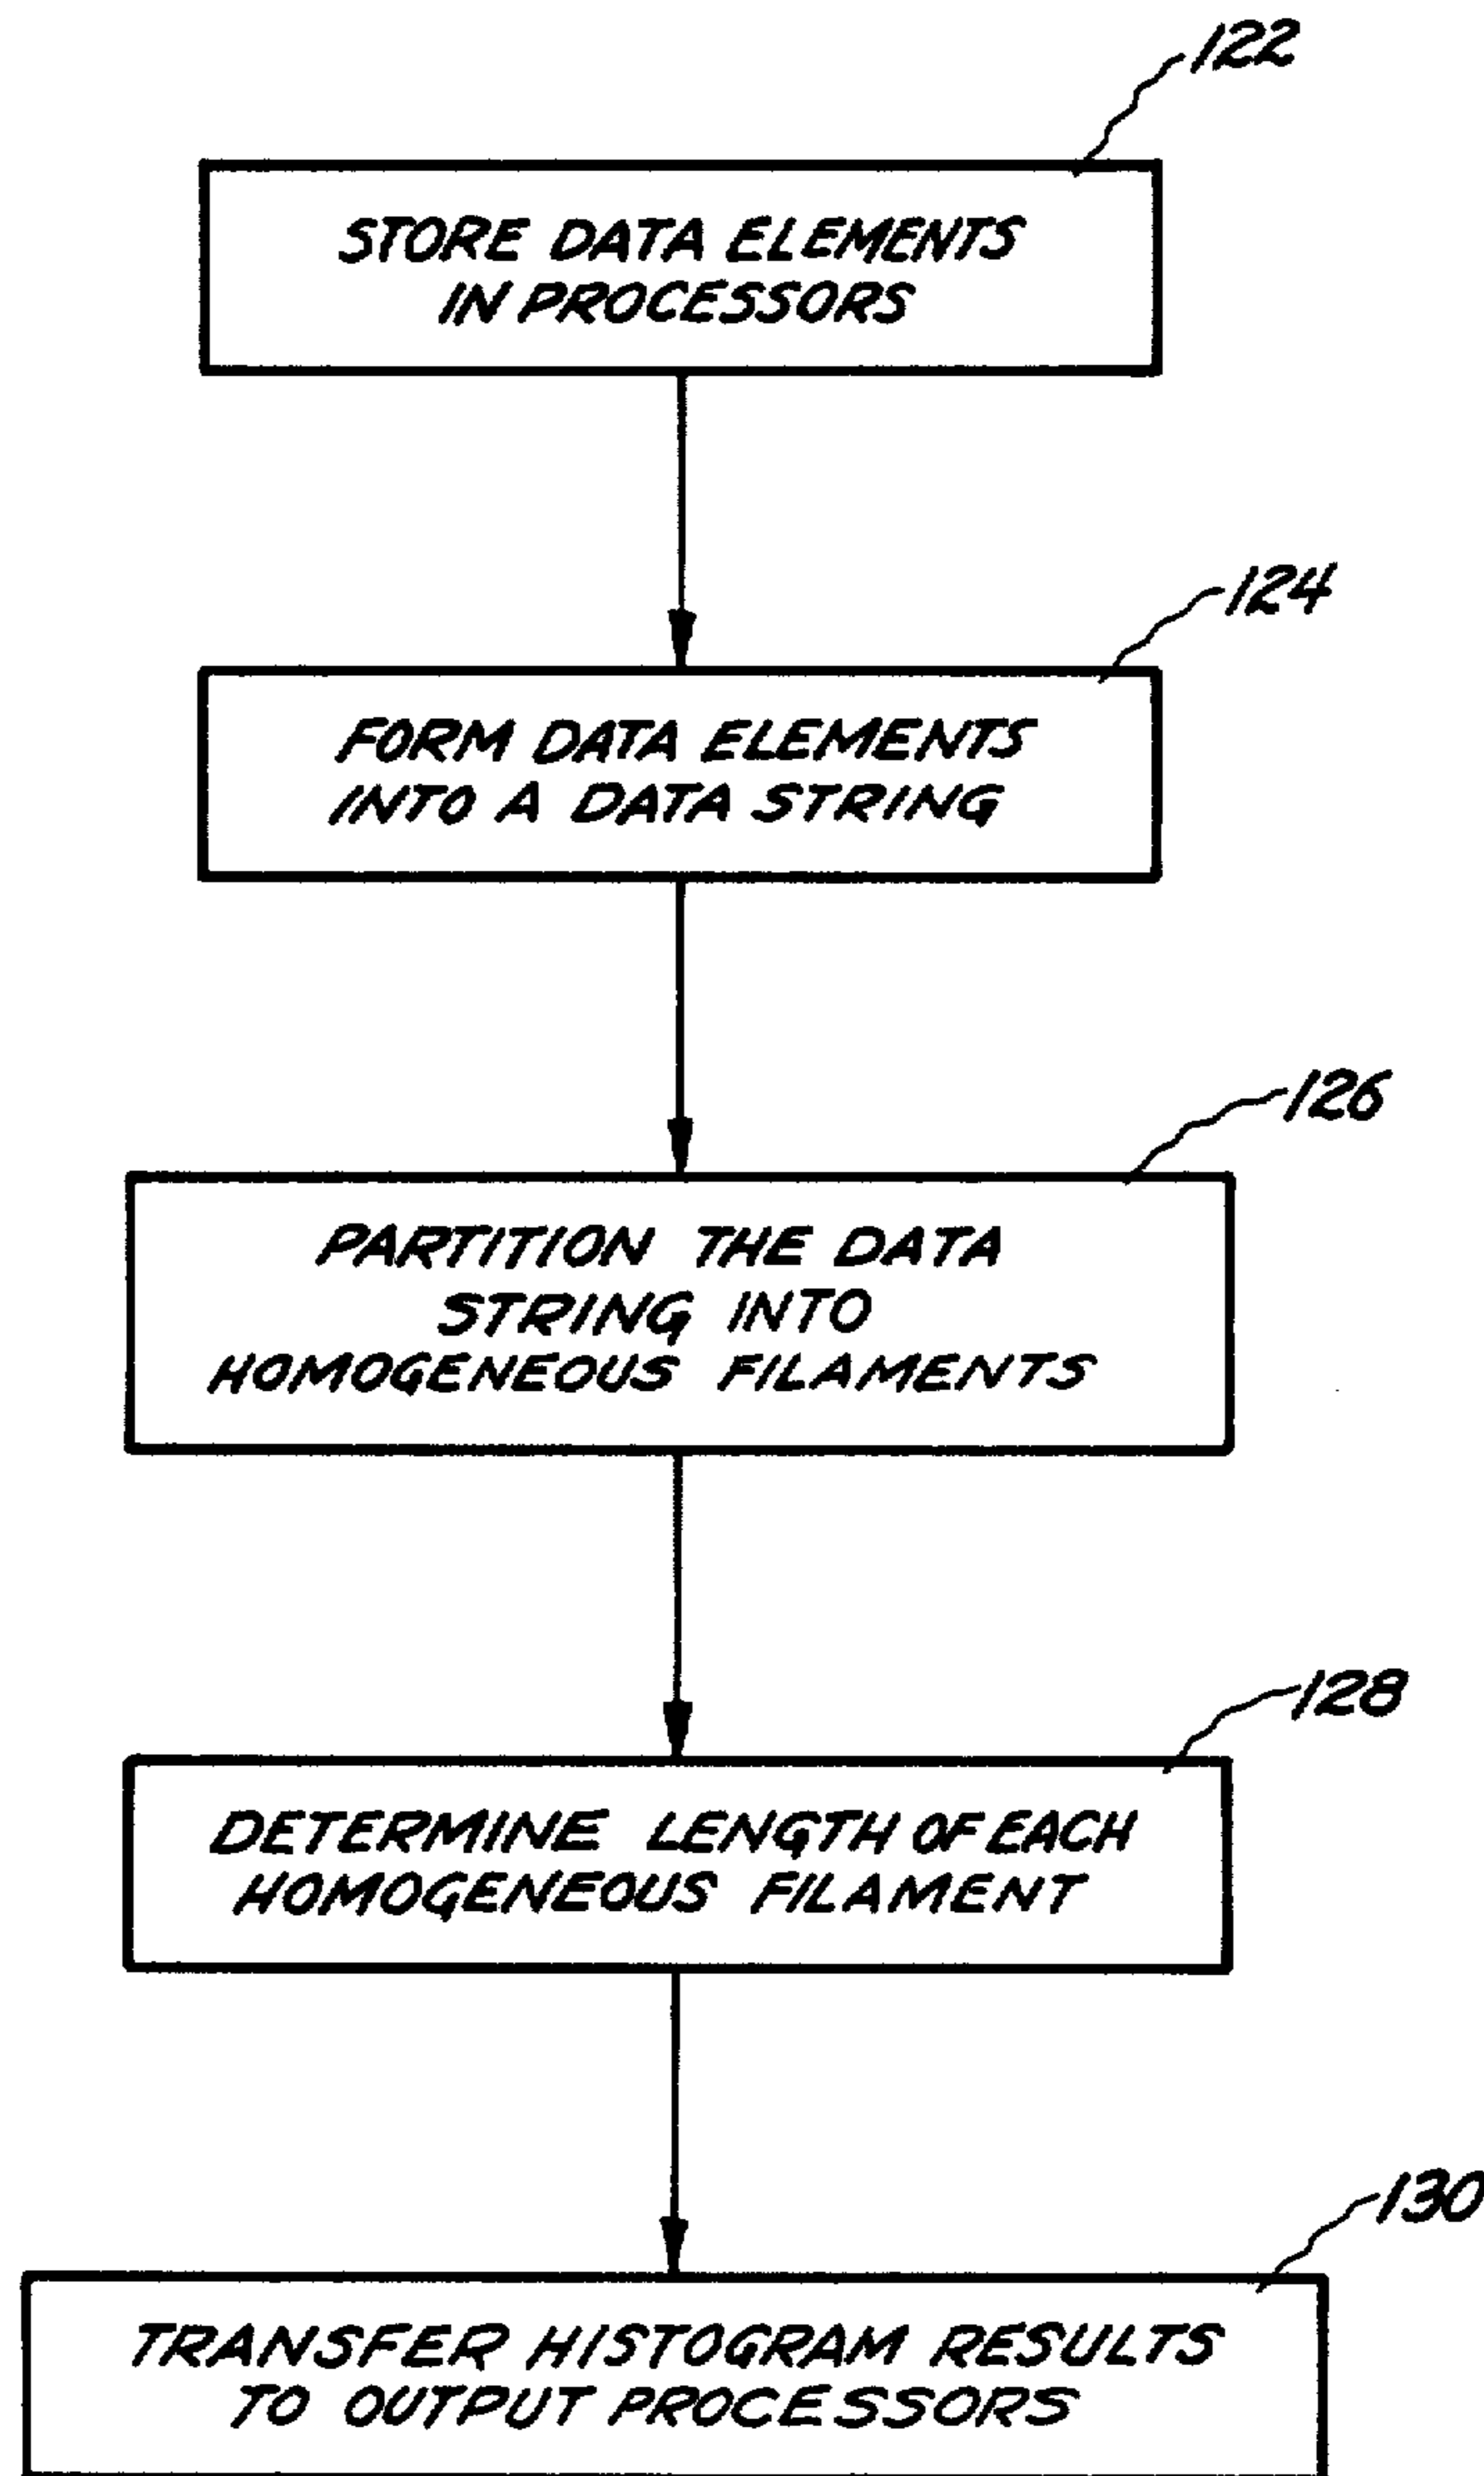 122
STORE DATA ELEMENTS
IN PROCESSORS
124
FORM DATA ELEMENTS
INTO A DATA STRING
126
PARTITION THE DATA
STRING INTO
HOMOGENEOUS FILAMENTS
128
DETERMINE LENGTH OF EACH
HOMOGENEOUS FILAMENT
130
TRANSFER HISTOGRAM RESULTS
TO OUTPUT PROCESSORS